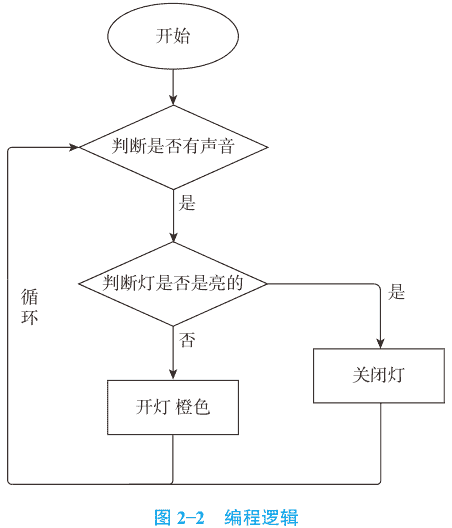 开始
判断是否有声音
是
判断灯是否是亮的
是
循
环
否
关闭灯
开灯 橙色
图 2-2 编程逻辑